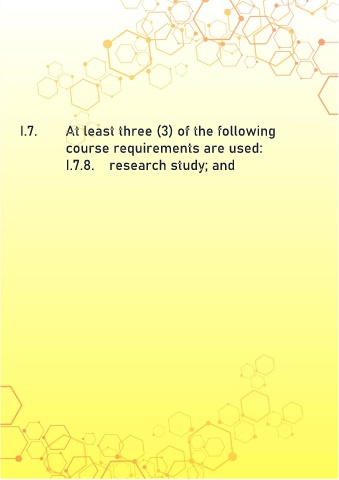 I.7. At least three (3) of the following
course requirements are used:
I.7.8. research study; and